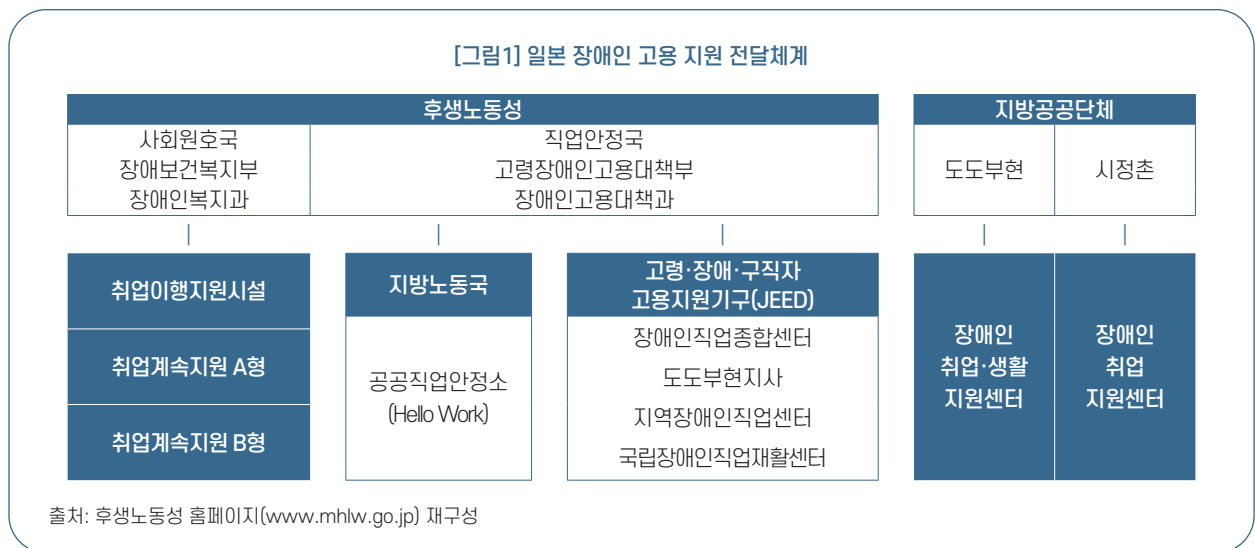 [그림1] 일본 장애인 고용 지원 전달체계
후생노동성
지방공공단체
사회원호국
장애보건복지부
장애인복지과
직업안정국
고령장애인고용대책부
장애인고용대책과
도도부현
시정촌
취업이행지원시설
취업계속지원 A형
취업계속지원 B형
지방노동국
공공직업안정소
(Hello Work)
고령·장애·구직자
고용지원기구(JEED)
장애인직업종합센터
도도부현지사
지역장애인직업센터
국립장애인직업재활센터
장애인
취업·생활
지원센터
장애인
취업
지원센터
출처: 후생노동성 홈페이지(www.mhlw.go.jp) 재구성